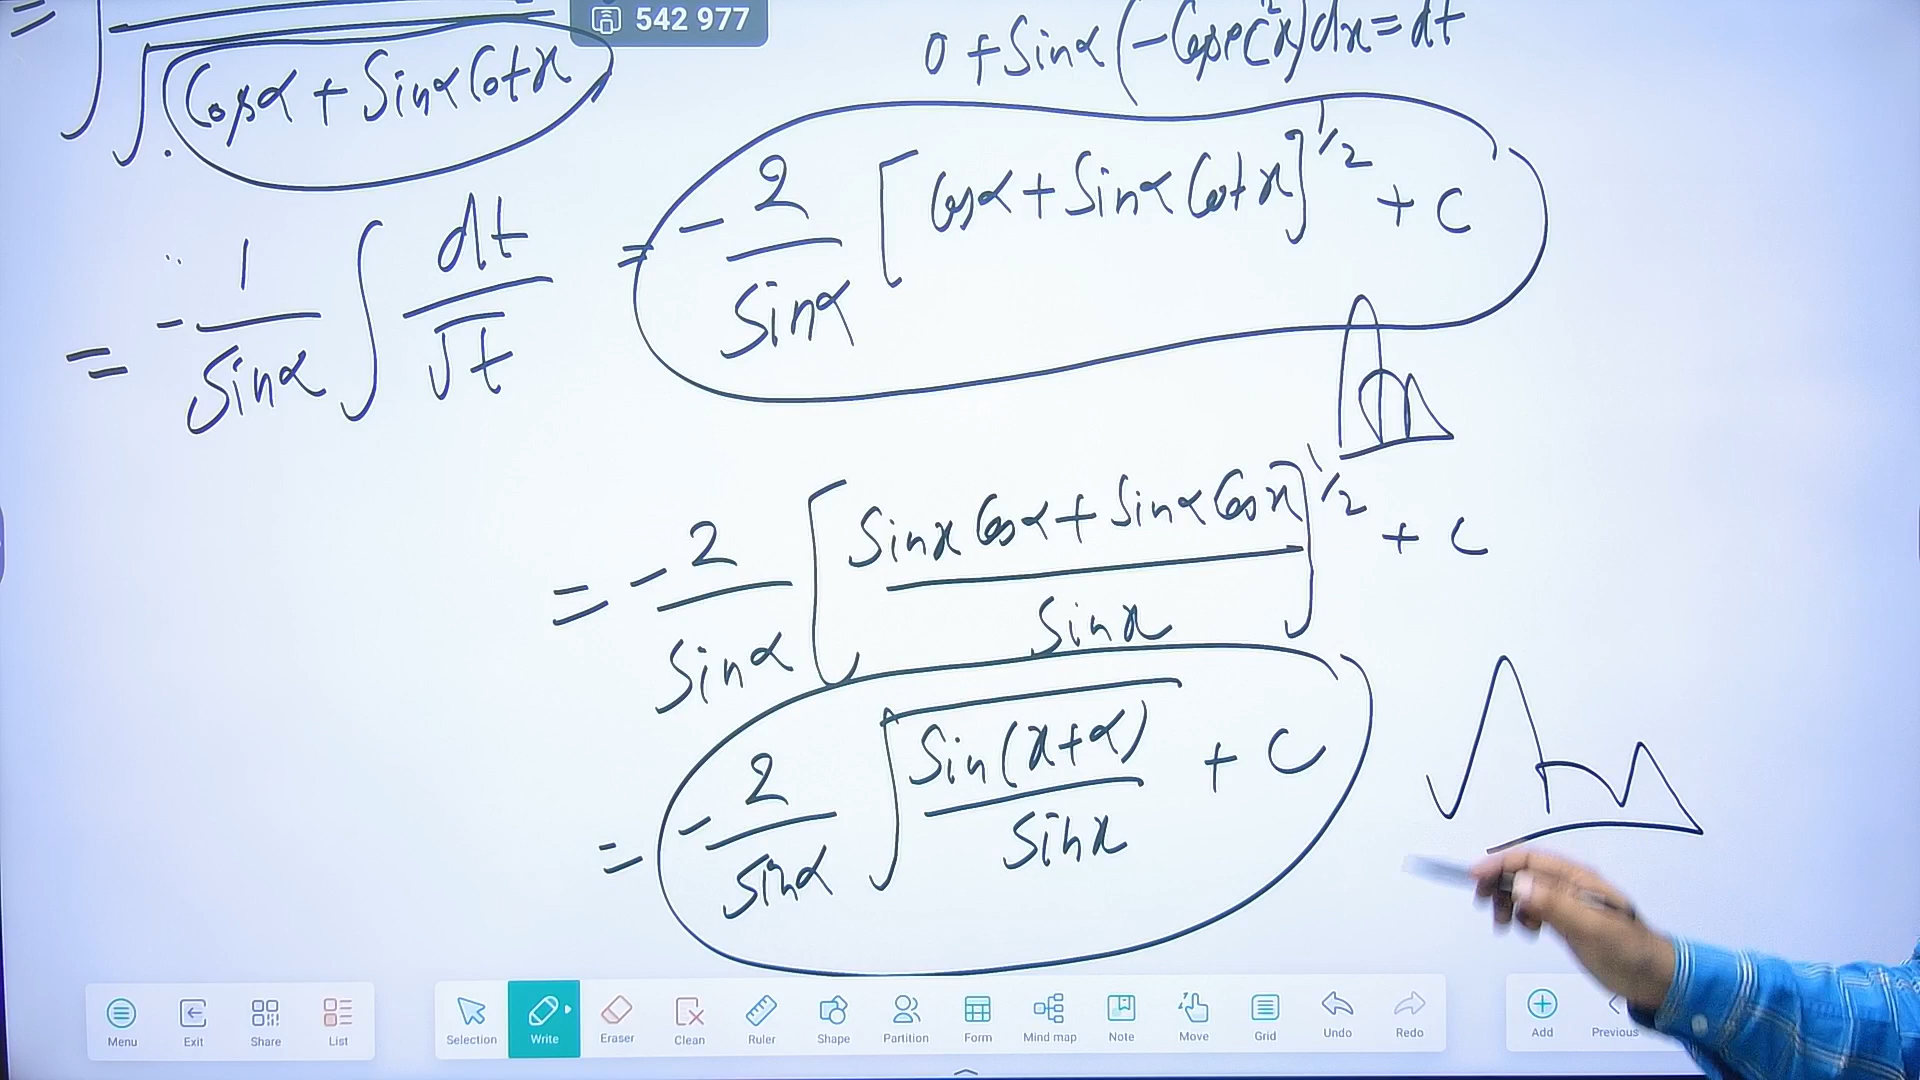 542 977
= ∫ √(Cosα + Sinα Cotx)
0 + Sinα (-Cosec²x) dx = dt
= -1/Sinα ∫ dt/√t
= -2/Sinα [Cosα + Sinα Cotx]^1/2 + C
= -2/Sinα [(Sinx Cosα + Sinα Cosx)/Sinx]^1/2 + C
= -2/Sinα √(Sin(x+α)/Sinx) + C
Menu Exit Share List Selection Write Eraser Clean Ruler Shape Partition Form Mind map Note Move Grid Undo Redo Add Previous